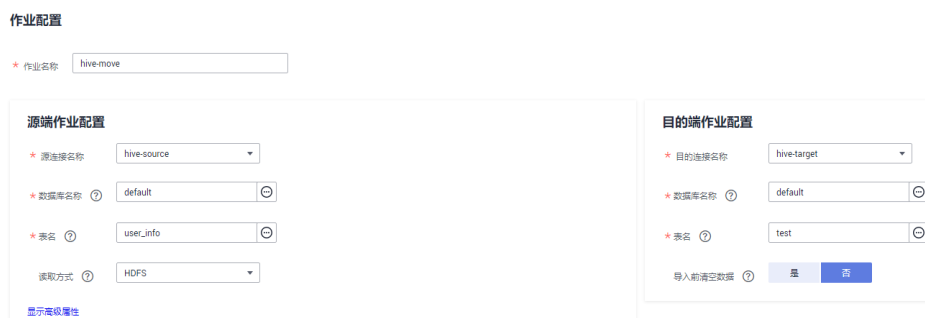 作业配置
* 作业名称 hive-move
源端作业配置
* 源连接名称 hive-source
* 数据库名称 ? default
* 表名 ? user_info
读取方式 ? HDFS
显示高级属性
目的端作业配置
* 目的连接名称 hive-target
* 数据库名称 ? default
* 表名 ? test
导入前清空数据 ? 是 否